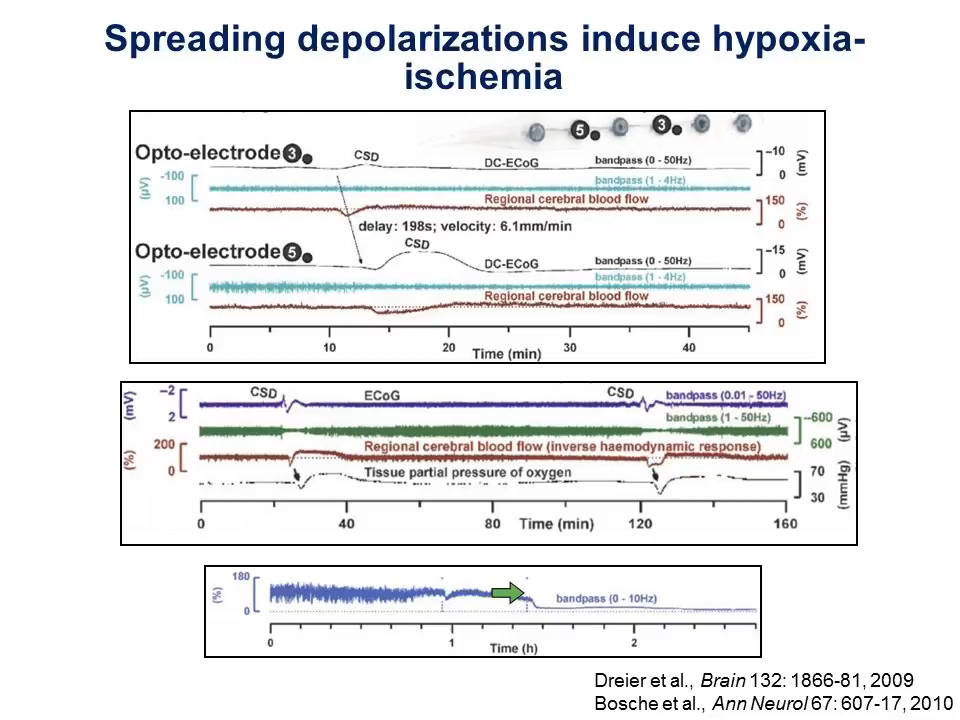 Spreading depolarizations induce hypoxia-
ischemia
5 3
Opto-electrode 3
CSD
DC-ECoG
bandpass (0 - 50Hz)
-10
0
(mV)
(µV)
-100
100
bandpass (1 - 4Hz)
Regional cerebral blood flow
150
0
(%)
delay: 198s; velocity: 6.1mm/min
Opto-electrode 5
CSD
DC-ECoG
bandpass (0 - 50Hz)
-15
0
(mV)
(µV)
-100
100
bandpass (1 - 4Hz)
Regional cerebral blood flow
150
0
(%)
0 10 20 30 40
Time (min)
(mV)
-2
2
CSD ECoG CSD bandpass (0.01 - 50Hz)
bandpass (1 - 50Hz)
-600
600
(µV)
(%)
200
0
Regional cerebral blood flow (inverse haemodynamic response)
Tissue partial pressure of oxygen
70
30
(mmHg)
0 40 80 Time (min) 120 160
(%)
180
0
bandpass (0 - 10Hz)
0 1 2
Time (h)
Dreier et al., Brain 132: 1866-81, 2009
Bosche et al., Ann Neurol 67: 607-17, 2010